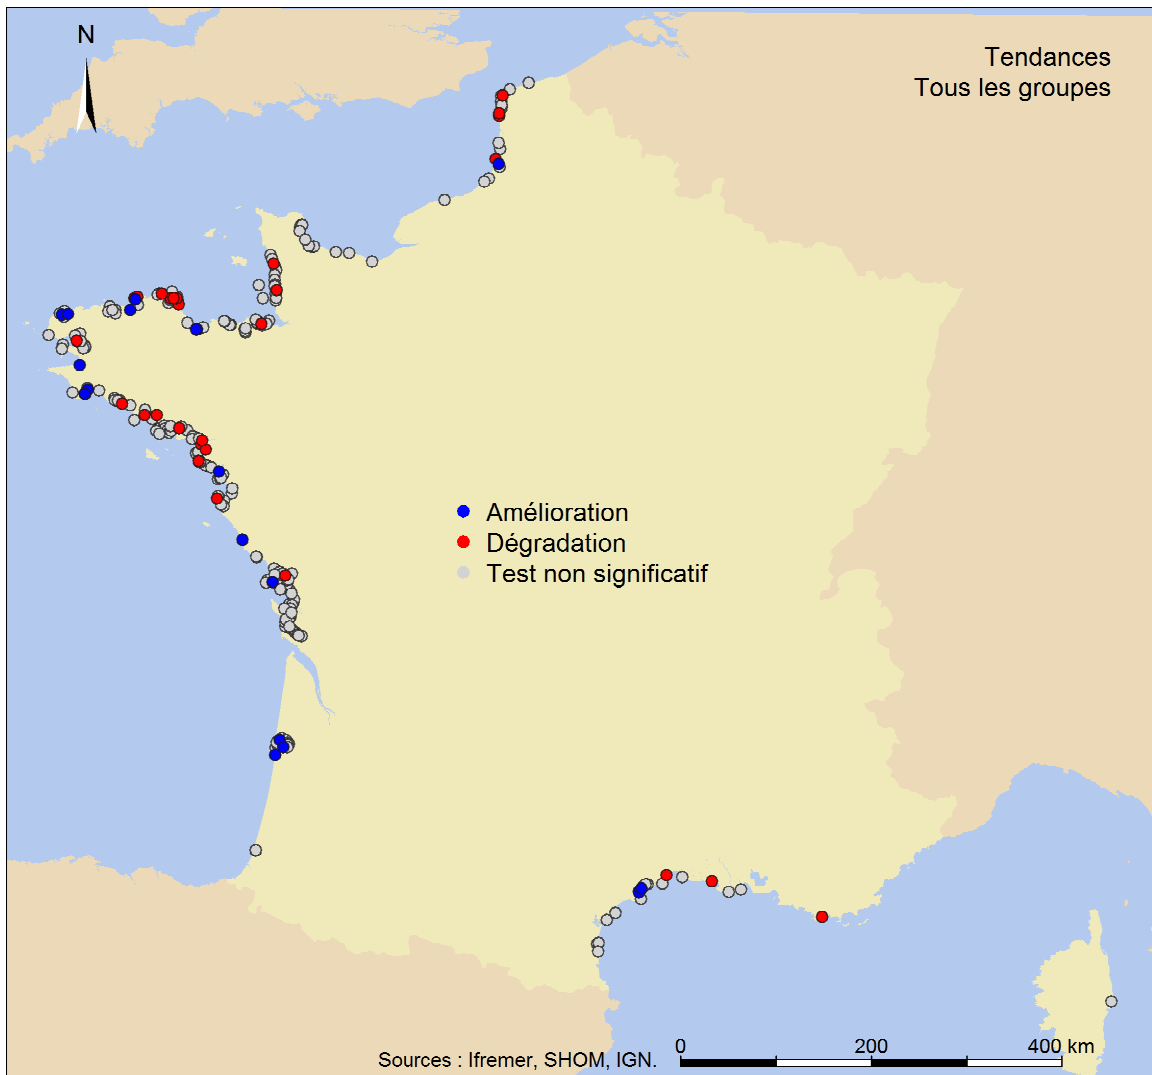 N
Tendances
Tous les groupes
Amélioration
Dégradation
Test non significatif
Sources : Ifremer, SHOM, IGN.
0 200 400 km